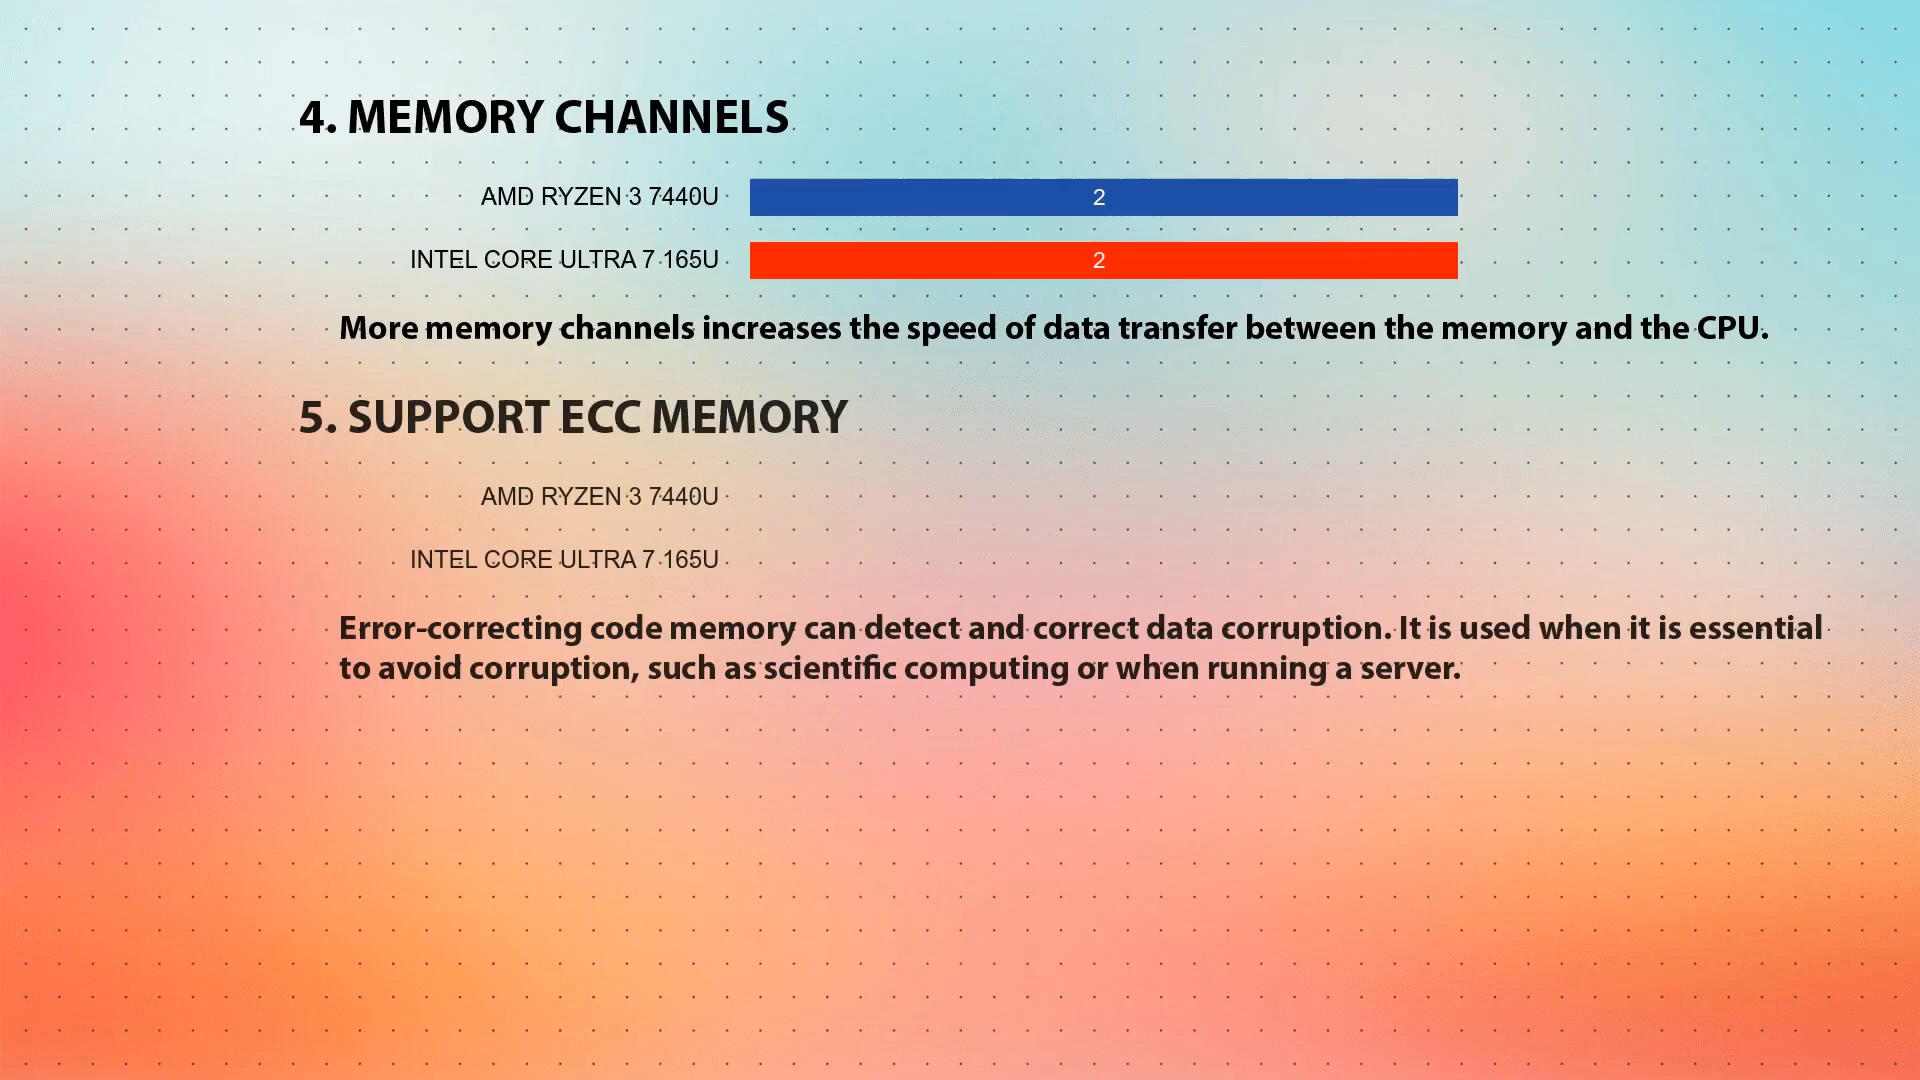 4. MEMORY CHANNELS
AMD RYZEN 3 7440U
2
INTEL CORE ULTRA 7 165U
2
More memory channels increases the speed of data transfer between the memory and the CPU.
5. SUPPORT ECC MEMORY
AMD RYZEN 3 7440U
INTEL CORE ULTRA 7 165U
Error-correcting code memory can detect and correct data corruption. It is used when it is essential
to avoid corruption, such as scientific computing or when running a server.